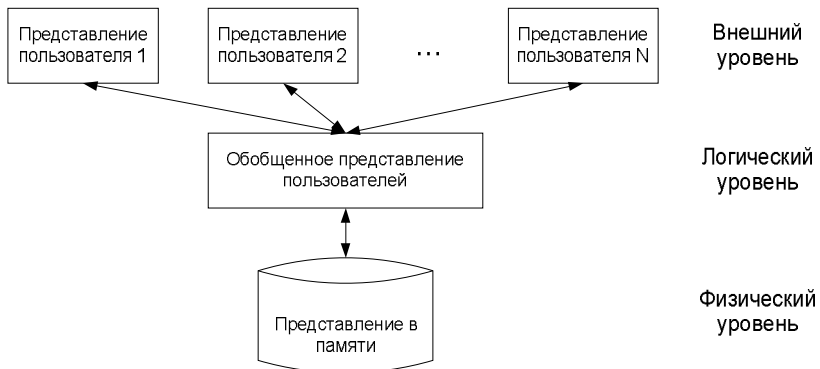 Представление
пользователя 1
Представление
пользователя 2
...
Представление
пользователя N
Внешний
уровень
Обобщенное представление
пользователей
Логический
уровень
Представление в
памяти
Физический
уровень